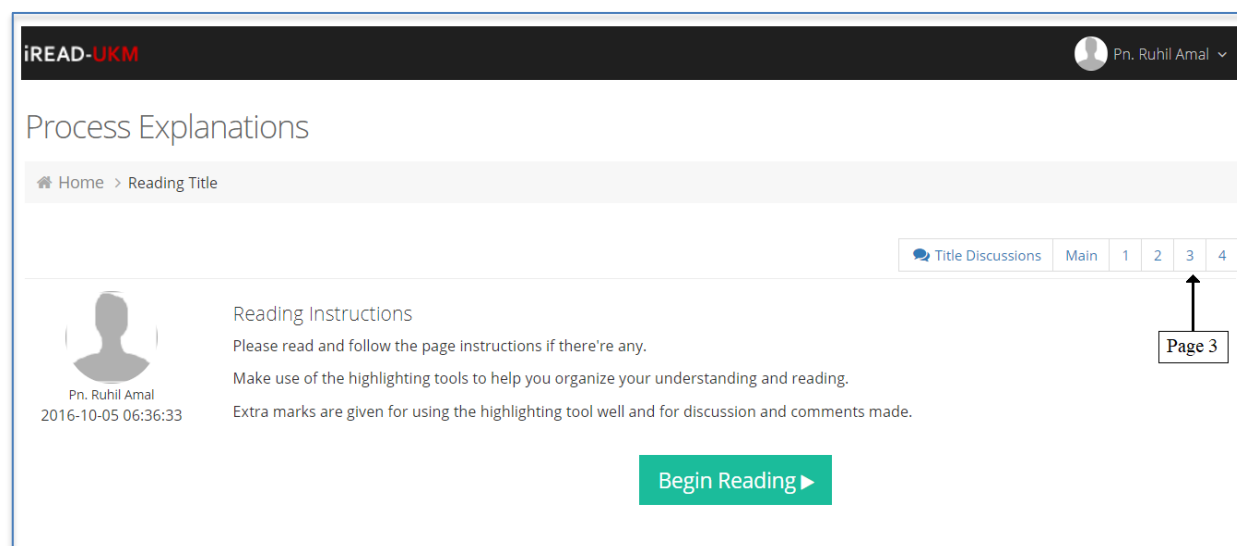 iREAD-UKM Pn. Ruhil Amal
Process Explanations
Home > Reading Title
Title Discussions Main 1 2 3 4
Page 3
Reading Instructions
Please read and follow the page instructions if there're any.
Make use of the highlighting tools to help you organize your understanding and reading.
Extra marks are given for using the highlighting tool well and for discussion and comments made.
Pn. Ruhil Amal
2016-10-05 06:36:33
Begin Reading